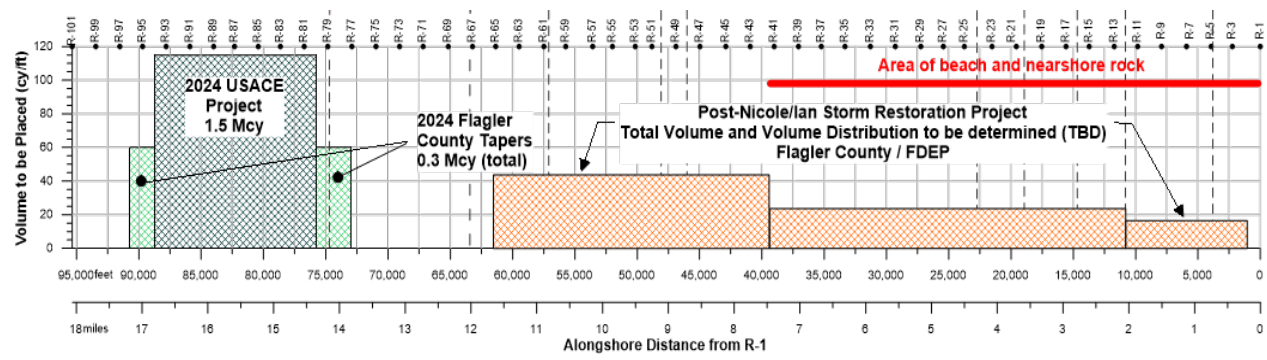 R-101 R-99 R-97 R-95 R-93 R-91 R-89 R-87 R-85 R-83 R-81 R-79 R-77 R-75 R-73 R-71 R-69 R-67 R-65 R-63 R-61 R-59 R-57 R-55 R-53 R-51 R-49 R-47 R-45 R-43 R-41 R-39 R-37 R-35 R-33 R-31 R-29 R-27 R-25 R-23 R-21 R-19 R-17 R-15 R-13 R-11 R-9 R-7 R-5 R-3 R-1
Volume to be Placed (cy/ft)
120
100
80
60
40
20
0
Area of beach and nearshore rock
2024 USACE
Project
1.5 Mcy
2024 Flagler
County Tapers
0.3 Mcy (total)
Post-Nicole/Ian Storm Restoration Project
Total Volume and Volume Distribution to be determined (TBD)
Flagler County / FDEP
95,000feet 90,000 85,000 80,000 75,000 70,000 65,000 60,000 55,000 50,000 45,000 40,000 35,000 30,000 25,000 20,000 15,000 10,000 5,000 0
18miles 17 16 15 14 13 12 11 10 9 8 7 6 5 4 3 2 1 0
Alongshore Distance from R-1